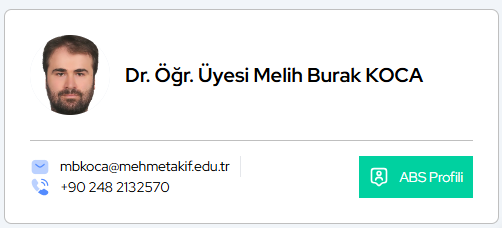 Dr. Öğr. Üyesi Melih Burak KOCA
mbkoca@mehmetakif.edu.tr
+90 248 2132570
ABS Profili